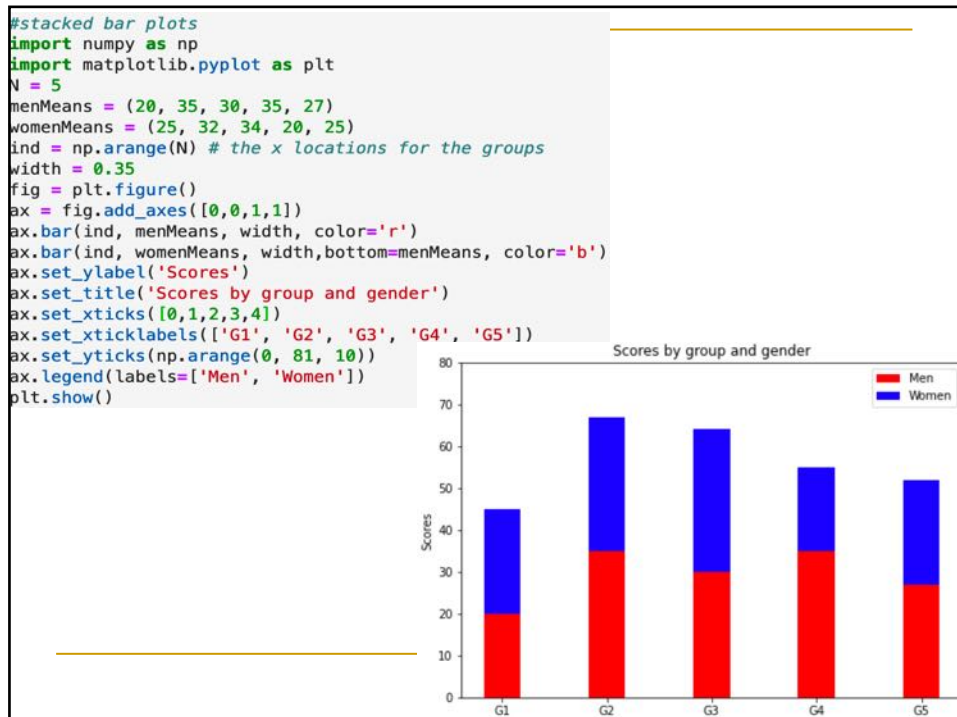 #stacked bar plots
import numpy as np
import matplotlib.pyplot as plt
N = 5
menMeans = (20, 35, 30, 35, 27)
womenMeans = (25, 32, 34, 20, 25)
ind = np.arange(N) # the x locations for the groups
width = 0.35
fig = plt.figure()
ax = fig.add_axes([0,0,1,1])
ax.bar(ind, menMeans, width, color='r')
ax.bar(ind, womenMeans, width,bottom=menMeans, color='b')
ax.set_ylabel('Scores')
ax.set_title('Scores by group and gender')
ax.set_xticks([0,1,2,3,4])
ax.set_xticklabels(['G1', 'G2', 'G3', 'G4', 'G5'])
ax.set_yticks(np.arange(0, 81, 10))
ax.legend(labels=['Men', 'Women'])
plt.show()
Scores by group and gender
Men
Women
80
70
60
50
40
30
20
10
0
Scores
G1 G2 G3 G4 G5